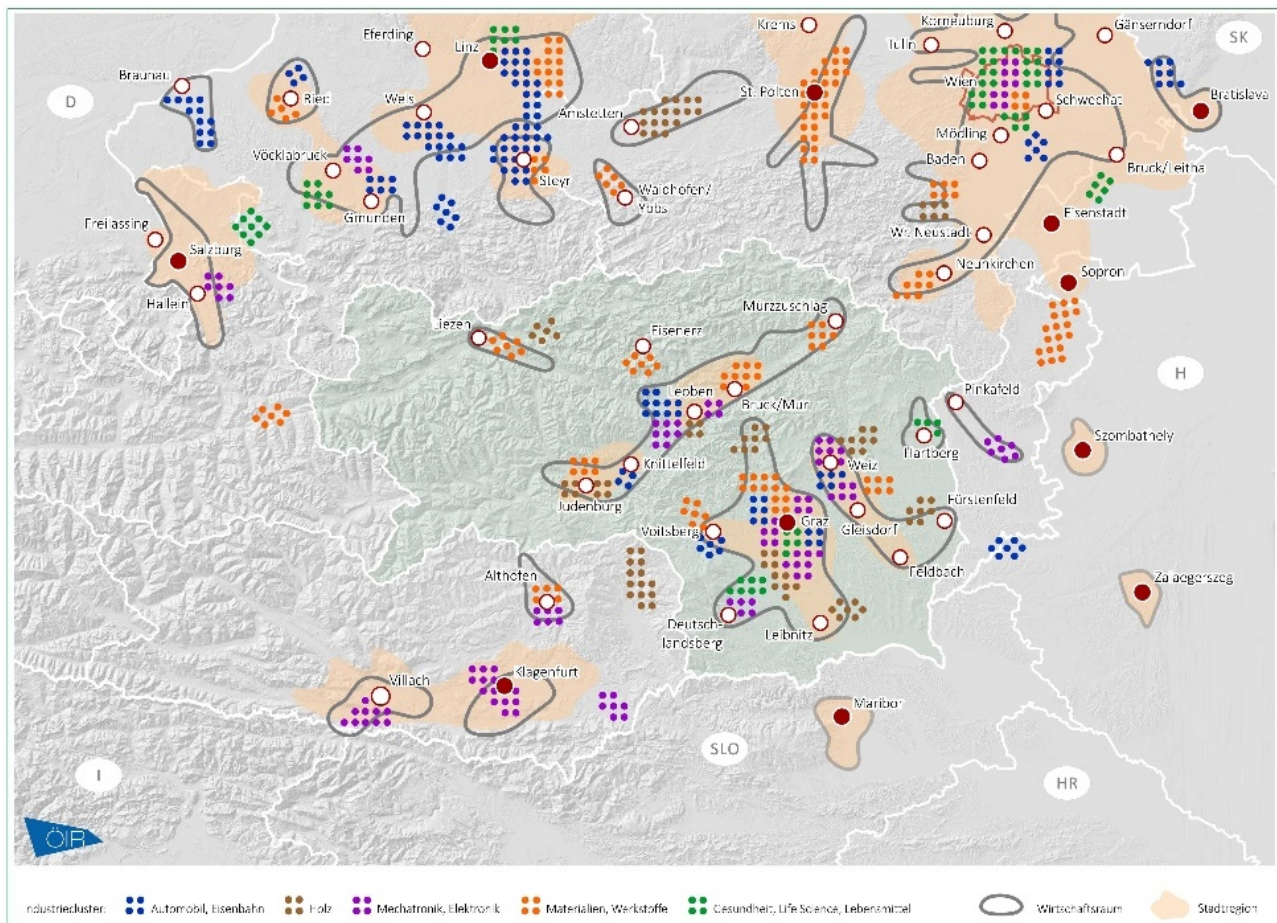 Krems
Korneuburg
Gänserndorf
SK
Eferding
Linz
Tulln
Braunau
Wien
D
Ried
Wels
St. Pölten
Schwechat
Bratislava
Amstetten
Mödling
Vöcklabruck
Baden
Bruck/Leitha
Steyr
Waidhofen/
Ybbs
Gmunden
Freilassing
Eisenstadt
Salzburg
Wr. Neustadt
Neunkirchen
Sopron
Hallein
Mürzzuschlag
Liezen
Eisenerz
H
Leoben
Pinkafeld
Bruck/Mur
Szombathely
Hartberg
Knittelfeld
Weiz
Judenburg
Fürstenfeld
Voitsberg
Graz
Gleisdorf
Feldbach
Althofen
Zalaegerszeg
Deutsch-
landsberg
Leibnitz
Klagenfurt
Villach
Maribor
SLO
I
HR
ÖIR
ndustriecluster:
Automobil, Eisenbahn
Holz
Mechatronik, Elektronik
Materialien, Werkstoffe
Gesundheit, Life Science, Lebensmittel
Wirtschaftsraum
Stadtregion